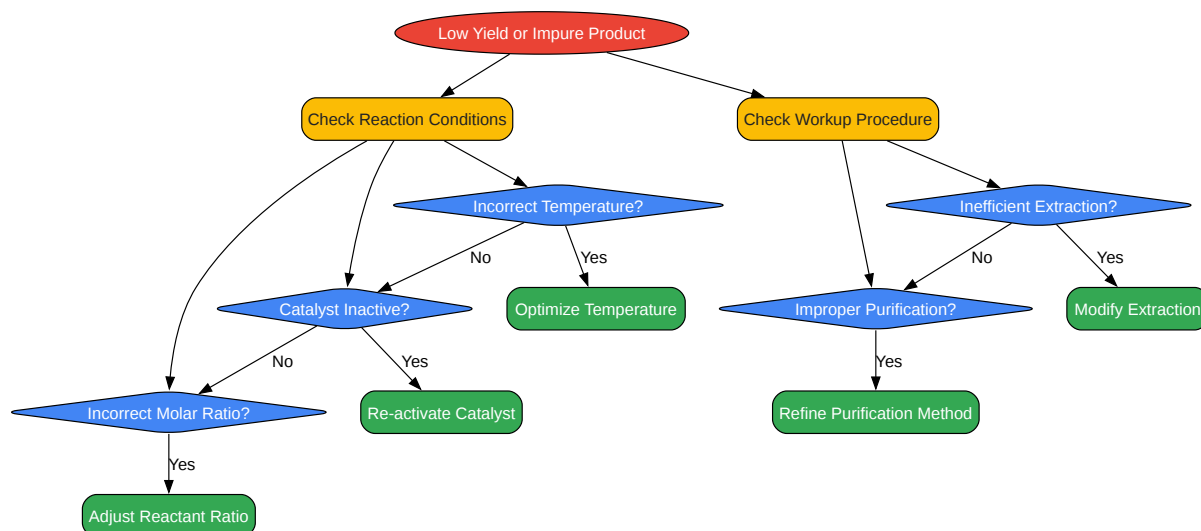 Low Yield or Impure Product
Check Reaction Conditions
Check Workup Procedure
Incorrect Temperature?
Inefficient Extraction?
No
Yes
No
Yes
Catalyst Inactive?
Optimize Temperature
Improper Purification?
Modify Extraction
No
Yes
Yes
Incorrect Molar Ratio?
Re-activate Catalyst
Refine Purification Method
Yes
Adjust Reactant Ratio